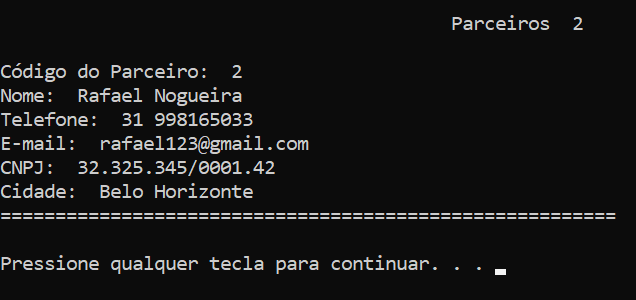 Parceiros  2
Código do Parceiro:  2
Nome:  Rafael Nogueira
Telefone:  31 998165033
E-mail:  rafael123@gmail.com
CNPJ:  32.325.345/0001.42
Cidade:  Belo Horizonte
========================================================
Pressione qualquer tecla para continuar. . .